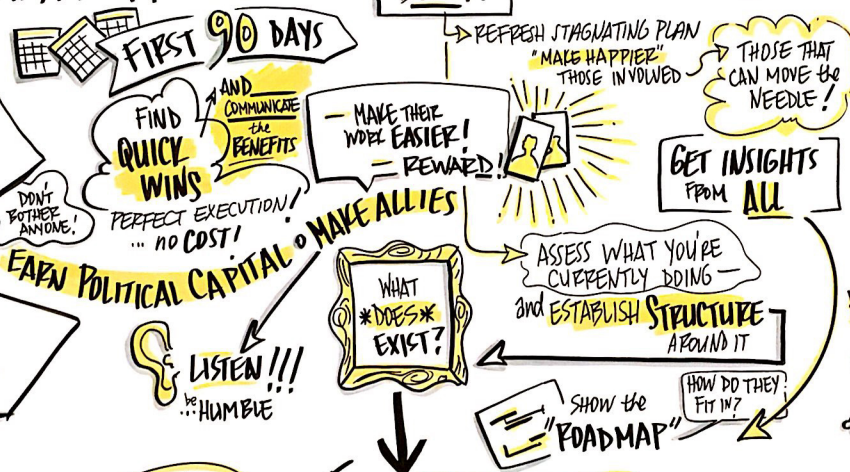 FIRST 90 DAYS
FIND
QUICK
WINS
AND
COMMUNICATE
the
BENEFITS
DON'T
BOTHER
ANYONE!
PERFECT EXECUTION!
... NO COST!
EARN POLITICAL CAPITAL & MAKE ALLIES
— MAKE THEIR
WORK EASIER!
— REWARD!
REFRESH STAGNATING PLAN
"MAKE HAPPIER"
THOSE INVOLVED
THOSE THAT
CAN MOVE the
NEEDLE!
GET INSIGHTS
FROM ALL
ASSESS WHAT YOU'RE
CURRENTLY DOING —
and ESTABLISH STRUCTURE
AROUND IT
WHAT
*DOES*
EXIST?
LISTEN!!!
be
HUMBLE
SHOW the
"ROADMAP"
HOW DO THEY
FIT IN?